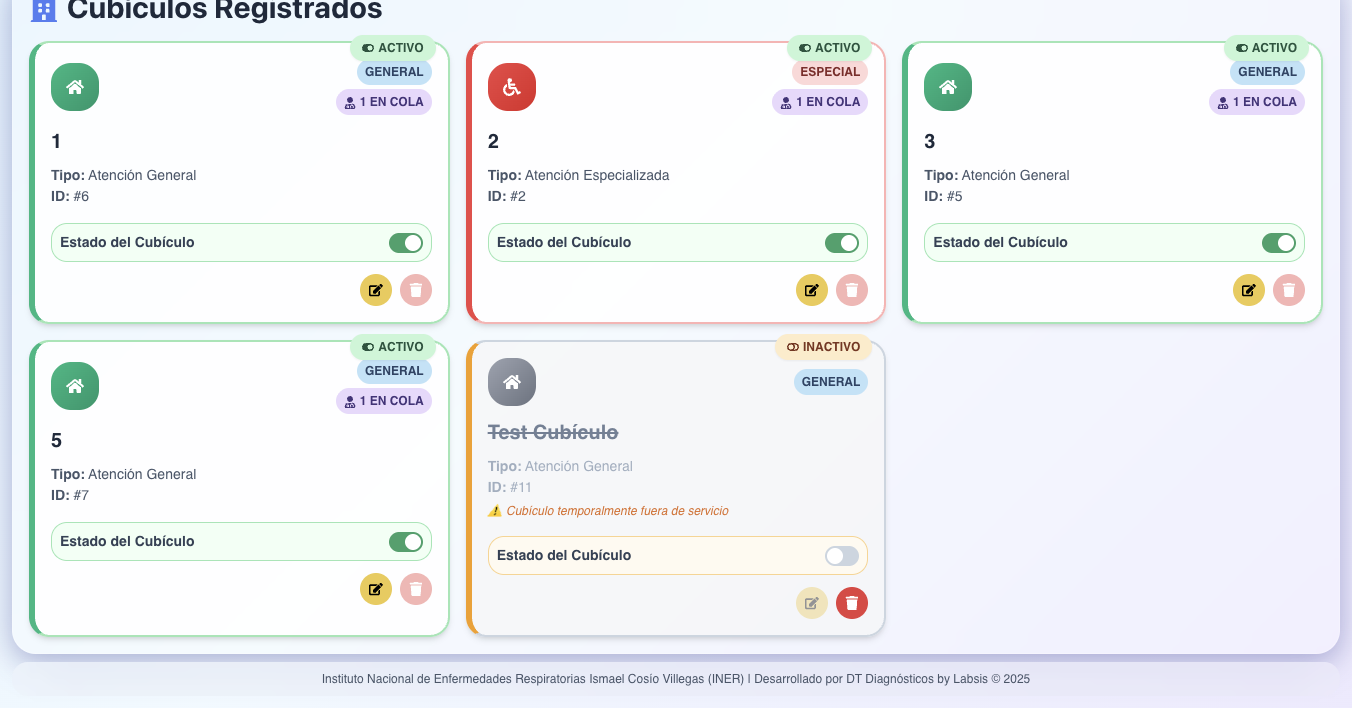 Cubículos Registrados
ACTIVO
GENERAL
1 EN COLA
1
Tipo: Atención General
ID: #6
Estado del Cubículo
ACTIVO
ESPECIAL
1 EN COLA
2
Tipo: Atención Especializada
ID: #2
Estado del Cubículo
ACTIVO
GENERAL
1 EN COLA
3
Tipo: Atención General
ID: #5
Estado del Cubículo
ACTIVO
GENERAL
1 EN COLA
5
Tipo: Atención General
ID: #7
Estado del Cubículo
INACTIVO
GENERAL
Test Cubículo
Tipo: Atención General
ID: #11
Cubículo temporalmente fuera de servicio
Estado del Cubículo
Instituto Nacional de Enfermedades Respiratorias Ismael Cosío Villegas (INER) | Desarrollado por DT Diagnósticos by Labsis © 2025